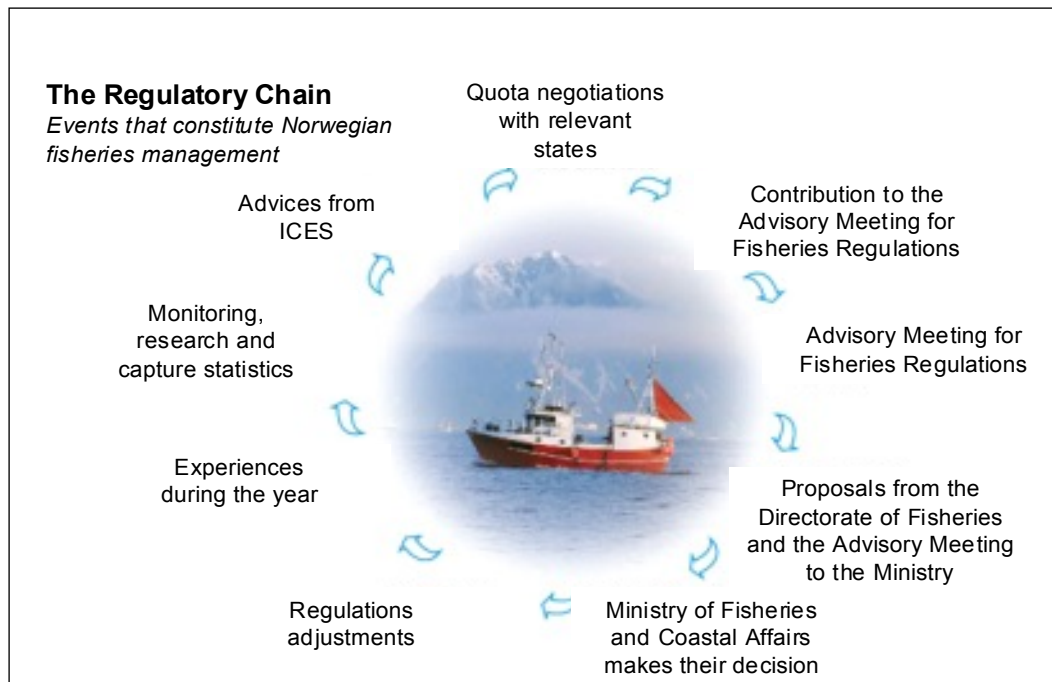 The Regulatory Chain
Events that constitute Norwegian
fisheries management
Quota negotiations
with relevant
states
Contribution to the
Advisory Meeting for
Fisheries Regulations
Advisory Meeting for
Fisheries Regulations
Proposals from the
Directorate of Fisheries
and the Advisory Meeting
to the Ministry
Ministry of Fisheries
and Coastal Affairs
makes their decision
Regulations
adjustments
Experiences
during the year
Monitoring,
research and
capture statistics
Advices from
ICES